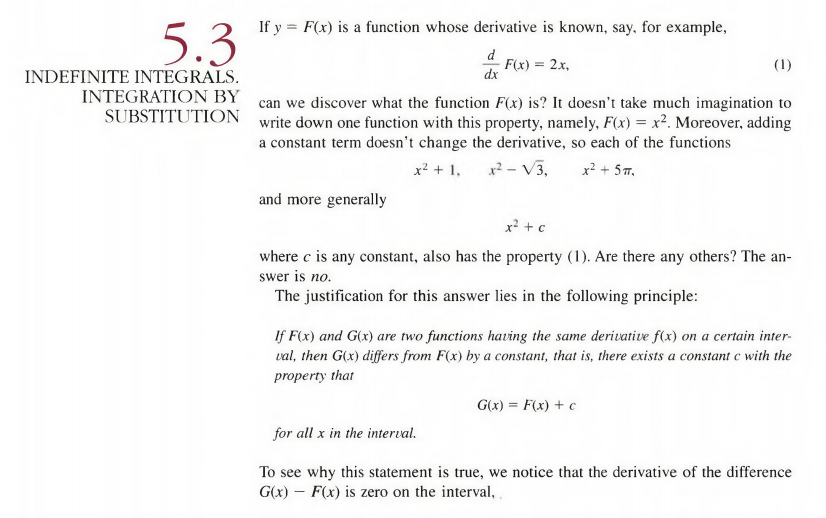 5.3
INDEFINITE INTEGRALS.
INTEGRATION BY
SUBSTITUTION
If y = F(x) is a function whose derivative is known, say, for example,
d/dx F(x) = 2x, (1)
can we discover what the function F(x) is? It doesn't take much imagination to
write down one function with this property, namely, F(x) = x². Moreover, adding
a constant term doesn't change the derivative, so each of the functions
x² + 1, x² − √3, x² + 5π,
and more generally
x² + c
where c is any constant, also has the property (1). Are there any others? The an-
swer is no.
The justification for this answer lies in the following principle:
If F(x) and G(x) are two functions having the same derivative f(x) on a certain inter-
val, then G(x) differs from F(x) by a constant, that is, there exists a constant c with the
property that
G(x) = F(x) + c
for all x in the interval.
To see why this statement is true, we notice that the derivative of the difference
G(x) − F(x) is zero on the interval,